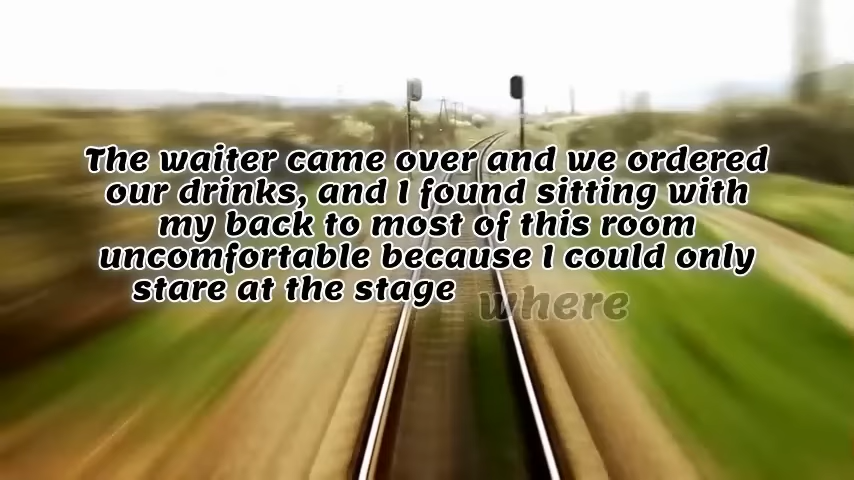 The waiter came over and we ordered
our drinks, and I found sitting with
my back to most of this room
uncomfortable because I could only
stare at the stage where